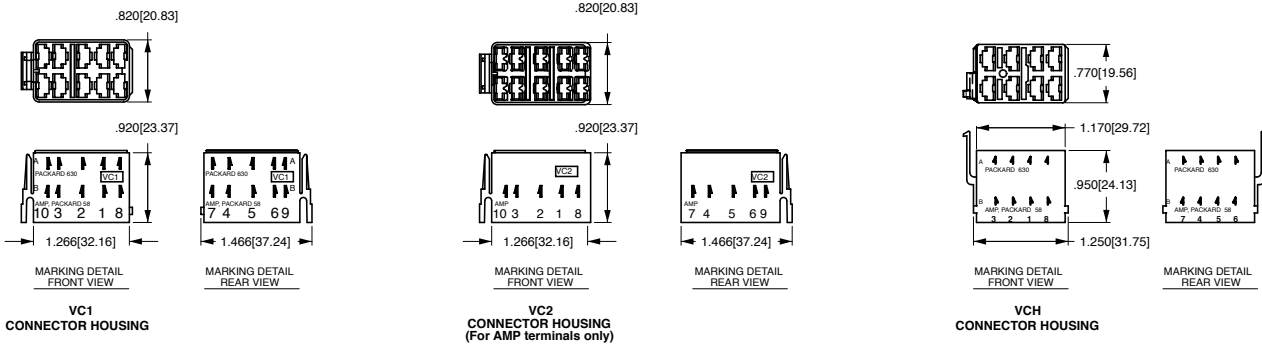 .820[20.83]
.920[23.37]
A
PACKARD 630
VC1
B
AMP, PACKARD 58
10 3 2 1 8
1.266[32.16]
MARKING DETAIL
FRONT VIEW
A
PACKARD 630
VC1
B
AMP, PACKARD 58
7 4 5 6 9
1.466[37.24]
MARKING DETAIL
REAR VIEW
VC1
CONNECTOR HOUSING
.820[20.83]
.920[23.37]
VC2
AMP
10 3 2 1 8
1.266[32.16]
MARKING DETAIL
FRONT VIEW
VC2
AMP
7 4 5 6 9
1.466[37.24]
MARKING DETAIL
REAR VIEW
VC2
CONNECTOR HOUSING
(For AMP terminals only)
.770[19.56]
1.170[29.72]
A
PACKARD 630
.950[24.13]
B
AMP, PACKARD 58
3 2 1 8
1.250[31.75]
MARKING DETAIL
FRONT VIEW
A
PACKARD 630
B
AMP, PACKARD 58
7 4 5 6
MARKING DETAIL
REAR VIEW
VCH
CONNECTOR HOUSING